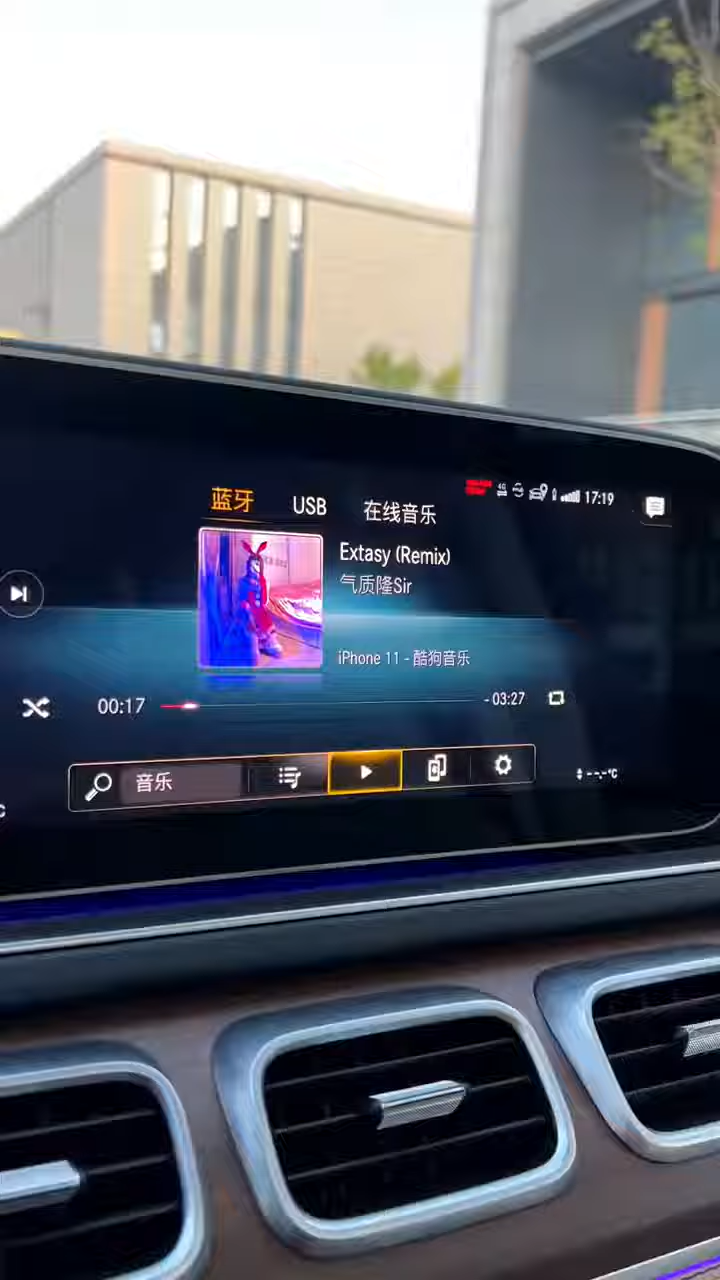 蓝牙 USB 在线音乐
4G
17:19
Extasy (Remix)
气质隆Sir
iPhone 11 - 酷狗音乐
00:17
- 03:27
音乐
--.-°C